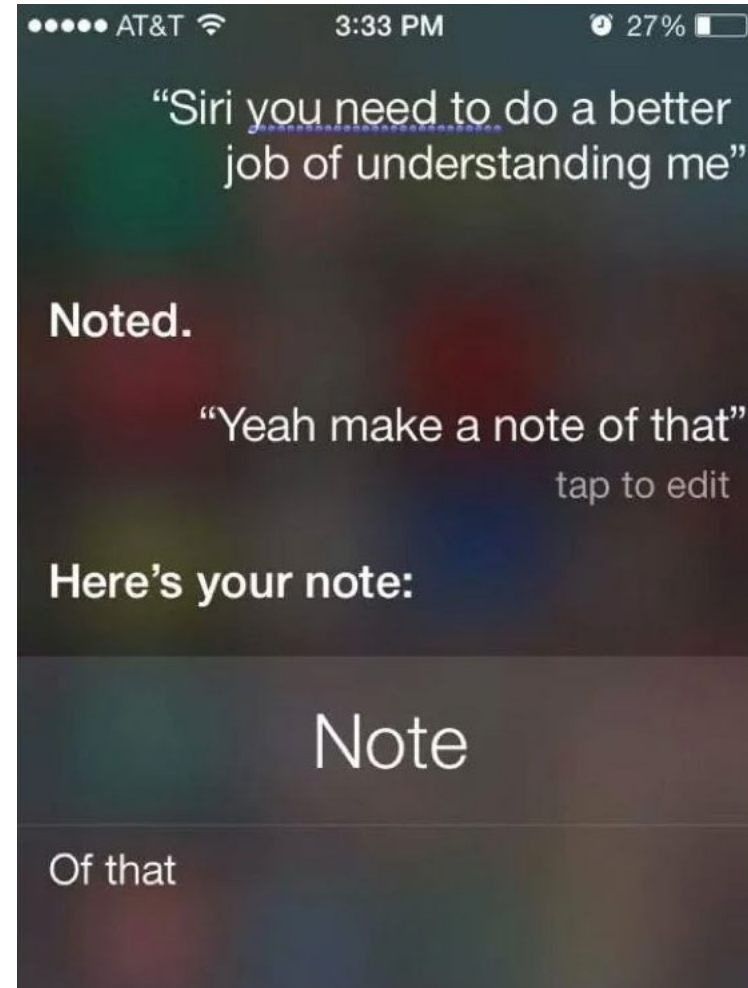 AT&T 3:33 PM 27%
“Siri you need to do a better
job of understanding me”
Noted.
“Yeah make a note of that”
tap to edit
Here’s your note:
Note
Of that